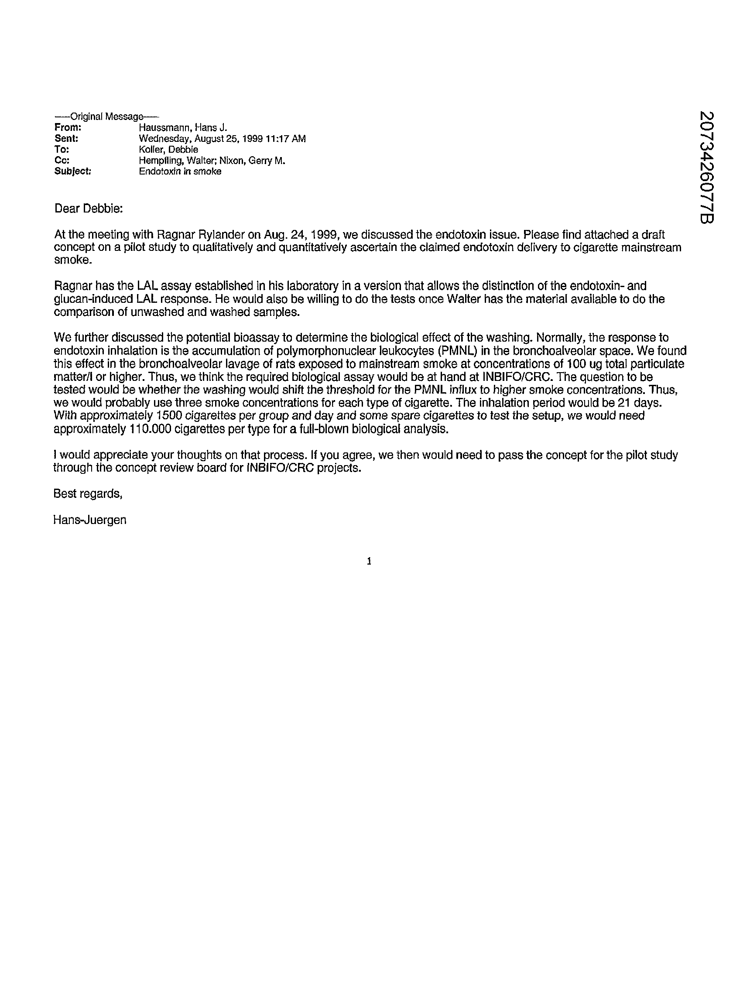 -----Original Message-----
From: Haussmann, Hans J.
Sent: Wednesday, August 25, 1999 11:17 AM
To: Koller, Debbie
Cc: Hempfling, Walter; Nixon, Gerry M.
Subject: Endotoxin in smoke
Dear Debbie:
At the meeting with Ragnar Rylander on Aug. 24, 1999, we discussed the endotoxin issue. Please find attached a draft
concept on a pilot study to qualitatively and quantitatively ascertain the claimed endotoxin delivery to cigarette mainstream
smoke.
Ragnar has the LAL assay established in his laboratory in a version that allows the distinction of the endotoxin- and
glucan-induced LAL response. He would also be willing to do the tests once Walter has the material available to do the
comparison of unwashed and washed samples.
We further discussed the potential bioassay to determine the biological effect of the washing. Normally, the response to
endotoxin inhalation is the accumulation of polymorphonuclear leukocytes (PMNL) in the bronchoalveolar space. We found
this effect in the bronchoalveolar lavage of rats exposed to mainstream smoke at concentrations of 100 ug total particulate
matter/l or higher. Thus, we think the required biological assay would be at hand at INBIFO/CRC. The question to be
tested would be whether the washing would shift the threshold for the PMNL influx to higher smoke concentrations. Thus,
we would probably use three smoke concentrations for each type of cigarette. The inhalation period would be 21 days.
With approximately 1500 cigarettes per group and day and some spare cigarettes to test the setup, we would need
approximately 110.000 cigarettes per type for a full-blown biological analysis.
I would appreciate your thoughts on that process. If you agree, we then would need to pass the concept for the pilot study
through the concept review board for INBIFO/CRC projects.
Best regards,
Hans-Juergen
1
2073426077B